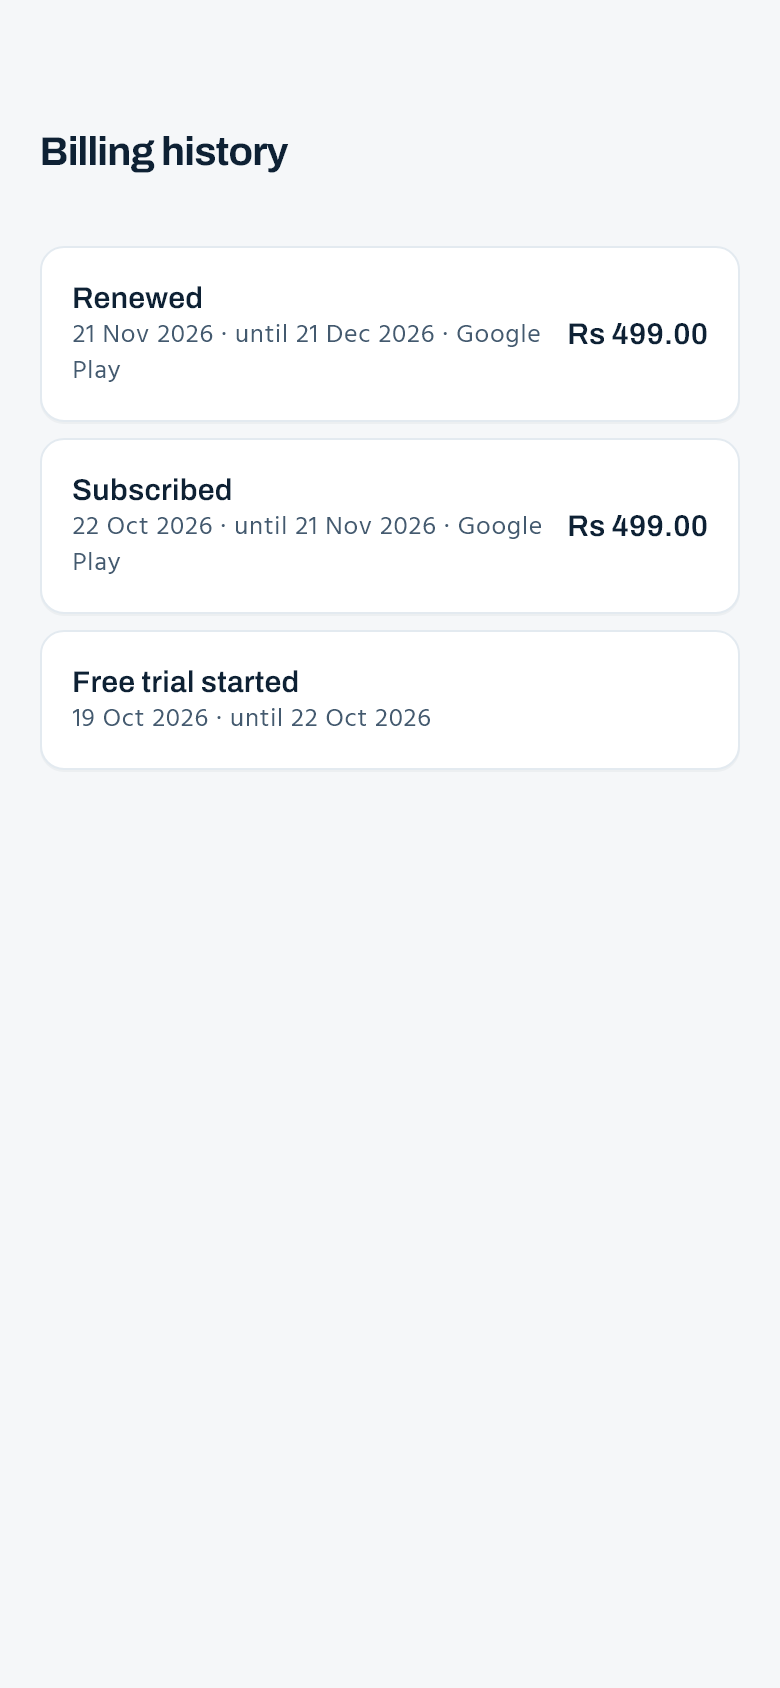 Billing history
Renewed
21 Nov 2026 · until 21 Dec 2026 · Google
Play
Rs 499.00
Subscribed
22 Oct 2026 · until 21 Nov 2026 · Google
Play
Rs 499.00
Free trial started
19 Oct 2026 · until 22 Oct 2026